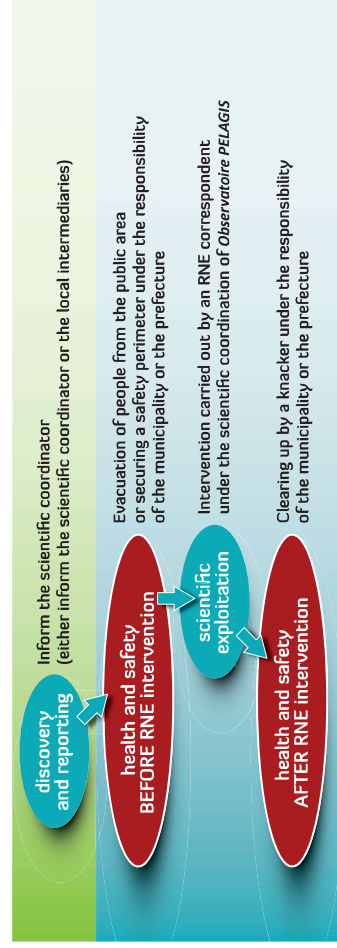 discovery
and reporting
Inform the scientific coordinator
(either inform the scientific coordinator or the local intermediaries)
health and safety
BEFORE RNE intervention
Evacuation of people from the public area
or securing a safety perimeter under the responsibility
of the municipality or the prefecture
scientific
exploitation
Intervention carried out by an RNE correspondent
under the scientific coordination of Observatoire PELAGIS
health and safety
AFTER RNE intervention
Clearing up by a knacker under the responsibility
of the municipality or the prefecture